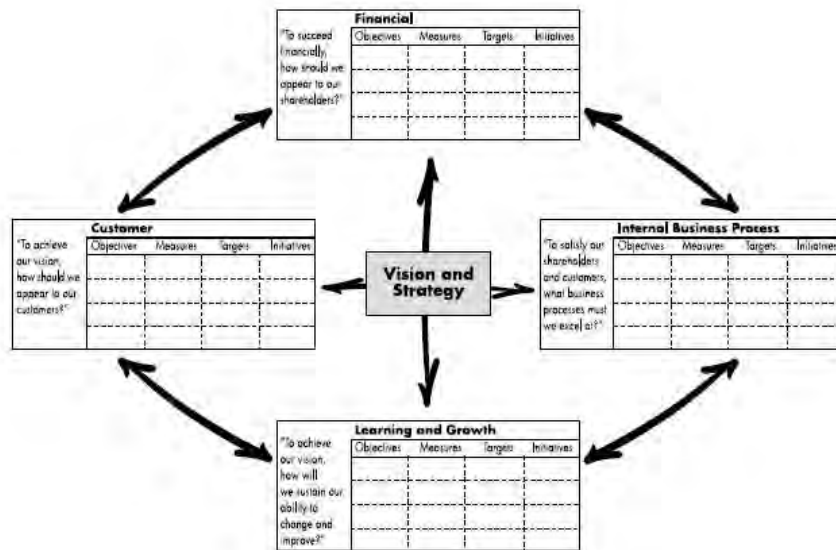 Financial
"To succeed
financially,
how should we
appear to our
shareholders?"
Objectives Measures Targets Initiatives
Customer
"To achieve
our vision,
how should we
appear to our
customers?"
Objectives Measures Targets Initiatives
Vision and
Strategy
Internal Business Process
"To satisfy our
shareholders
and customers,
what business
processes must
we excel at?"
Objectives Measures Targets Initiatives
Learning and Growth
"To achieve
our vision,
how will
we sustain our
ability to
change and
improve?"
Objectives Measures Targets Initiatives